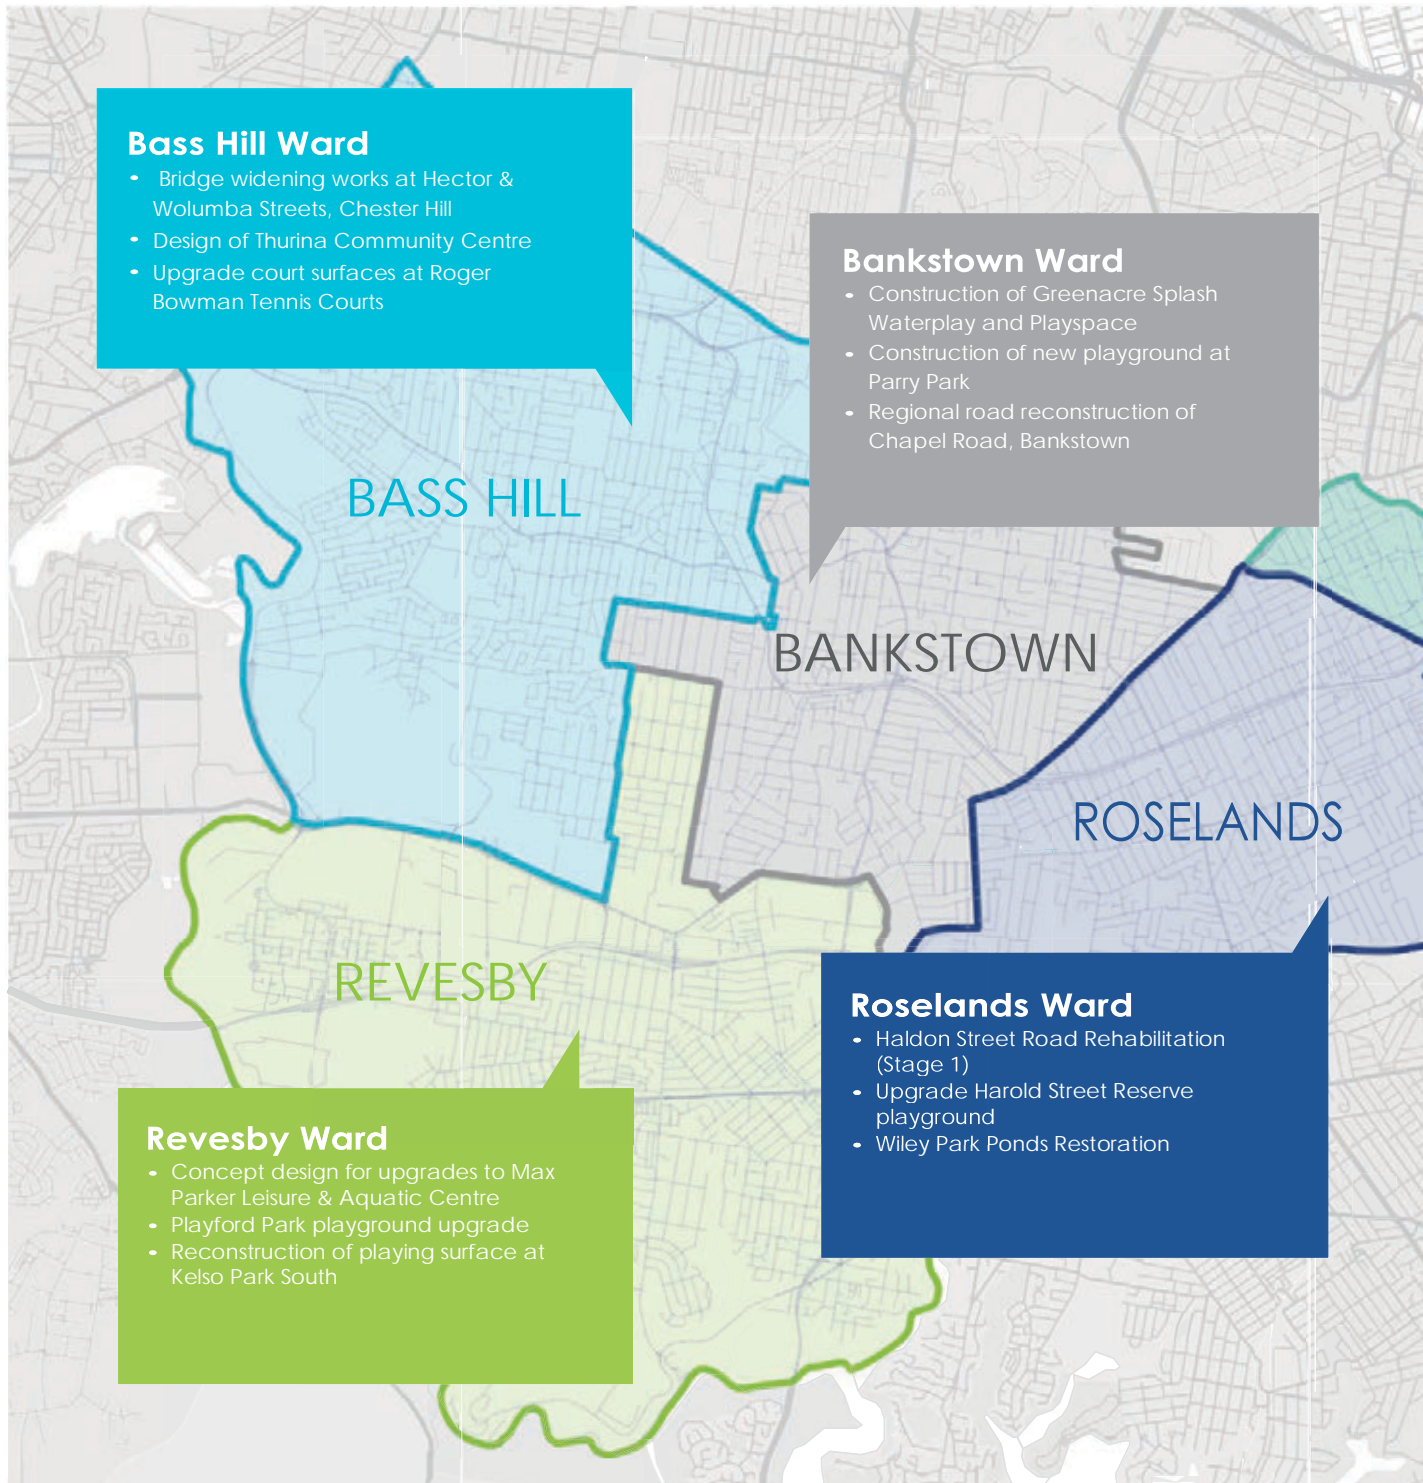 Bass Hill Ward
• Bridge widening works at Hector &
Wolumba Streets, Chester Hill
• Design of Thurina Community Centre
• Upgrade court surfaces at Roger
Bowman Tennis Courts
Bankstown Ward
• Construction of Greenacre Splash
Waterplay and Playspace
• Construction of new playground at
Parry Park
• Regional road reconstruction of
Chapel Road, Bankstown
BASS HILL
BANKSTOWN
ROSELANDS
REVESBY
Roselands Ward
• Haldon Street Road Rehabilitation
(Stage 1)
• Upgrade Harold Street Reserve
playground
• Wiley Park Ponds Restoration
Revesby Ward
• Concept design for upgrades to Max
Parker Leisure & Aquatic Centre
• Playford Park playground upgrade
• Reconstruction of playing surface at
Kelso Park South